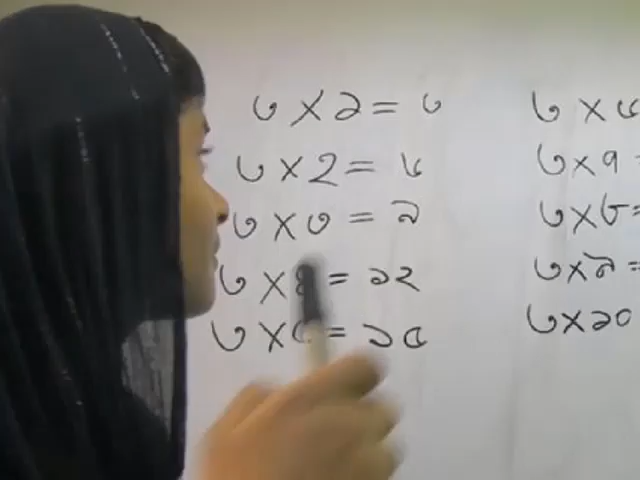 ৩ X ১ = ৩
৩ X ২ = ৬
৩ X ৩ = ৯
৩ X ৪ = ১২
৩ X ৫ = ১৫
৩ X ৬
৩ X ৭ =
৩ X ৮ =
৩ X ৯ =
৩ X ১০